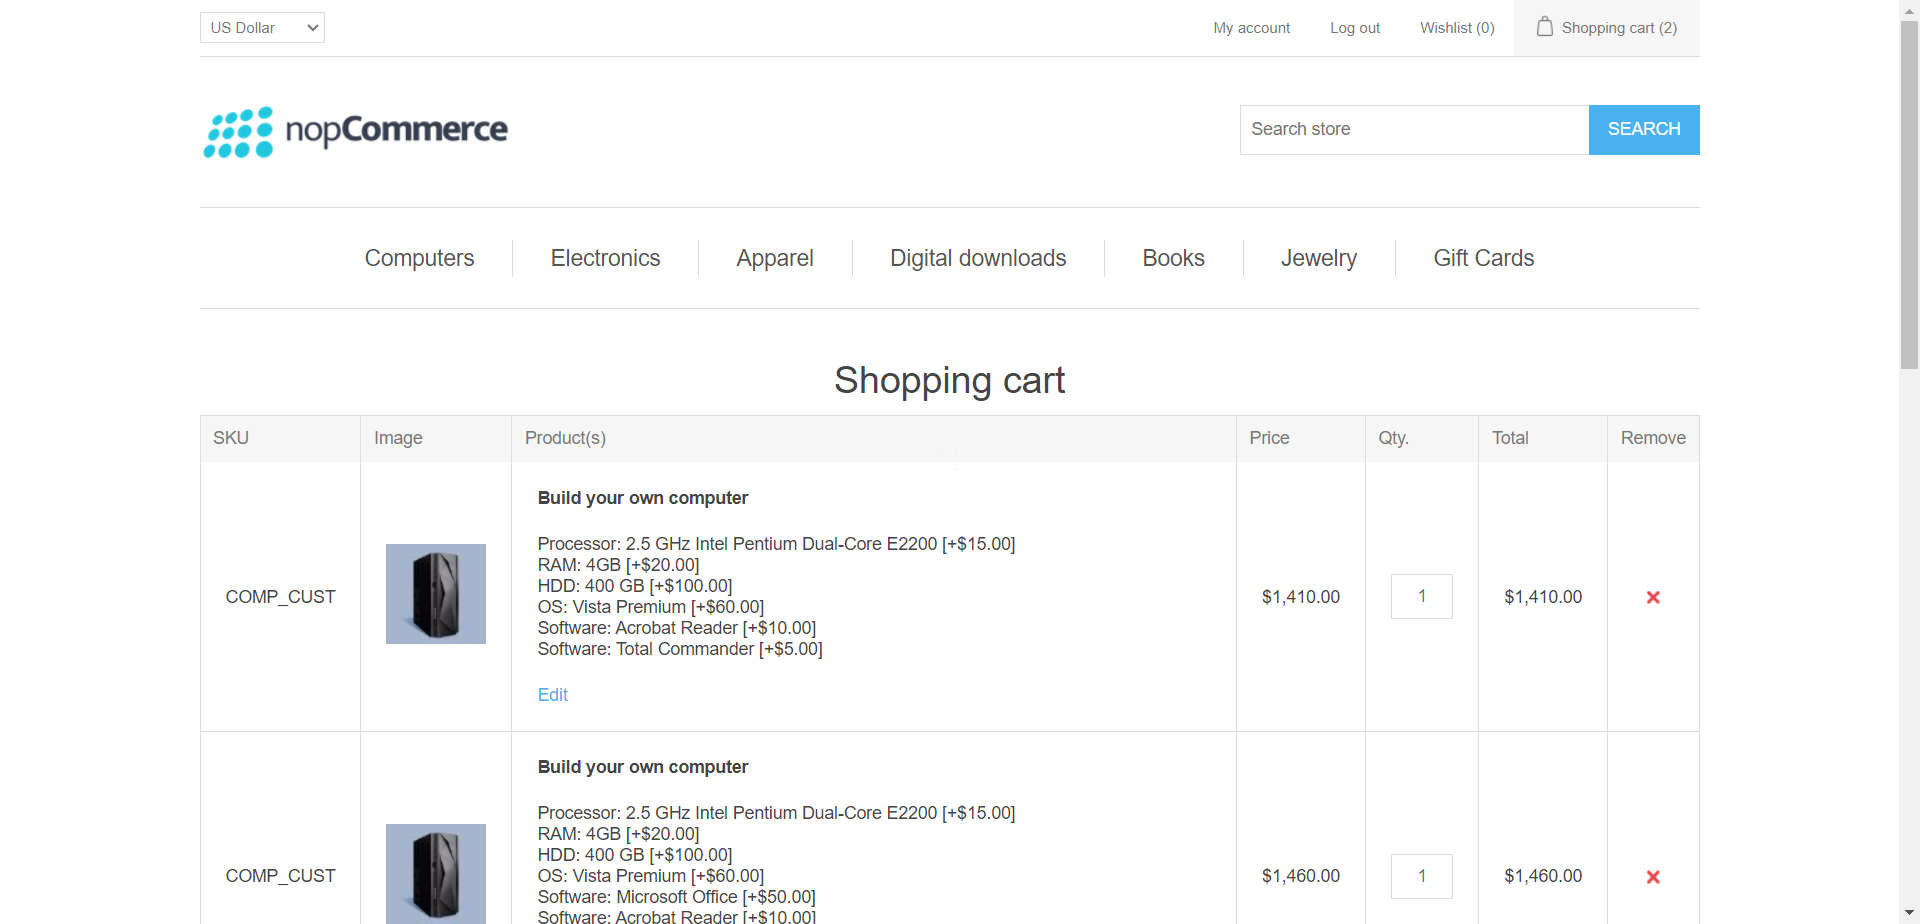 US Dollar
My account
Log out
Wishlist (0)
Shopping cart (2)
nopCommerce
Search store
SEARCH
Computers
Electronics
Apparel
Digital downloads
Books
Jewelry
Gift Cards
Shopping cart
SKU
Image
Product(s)
Price
Qty.
Total
Remove
COMP_CUST
Build your own computer
Processor: 2.5 GHz Intel Pentium Dual-Core E2200 [+$15.00]
RAM: 4GB [+$20.00]
HDD: 400 GB [+$100.00]
OS: Vista Premium [+$60.00]
Software: Acrobat Reader [+$10.00]
Software: Total Commander [+$5.00]
Edit
$1,410.00
1
$1,410.00
COMP_CUST
Build your own computer
Processor: 2.5 GHz Intel Pentium Dual-Core E2200 [+$15.00]
RAM: 4GB [+$20.00]
HDD: 400 GB [+$100.00]
OS: Vista Premium [+$60.00]
Software: Microsoft Office [+$50.00]
Software: Acrobat Reader [+$10.00]
$1,460.00
1
$1,460.00